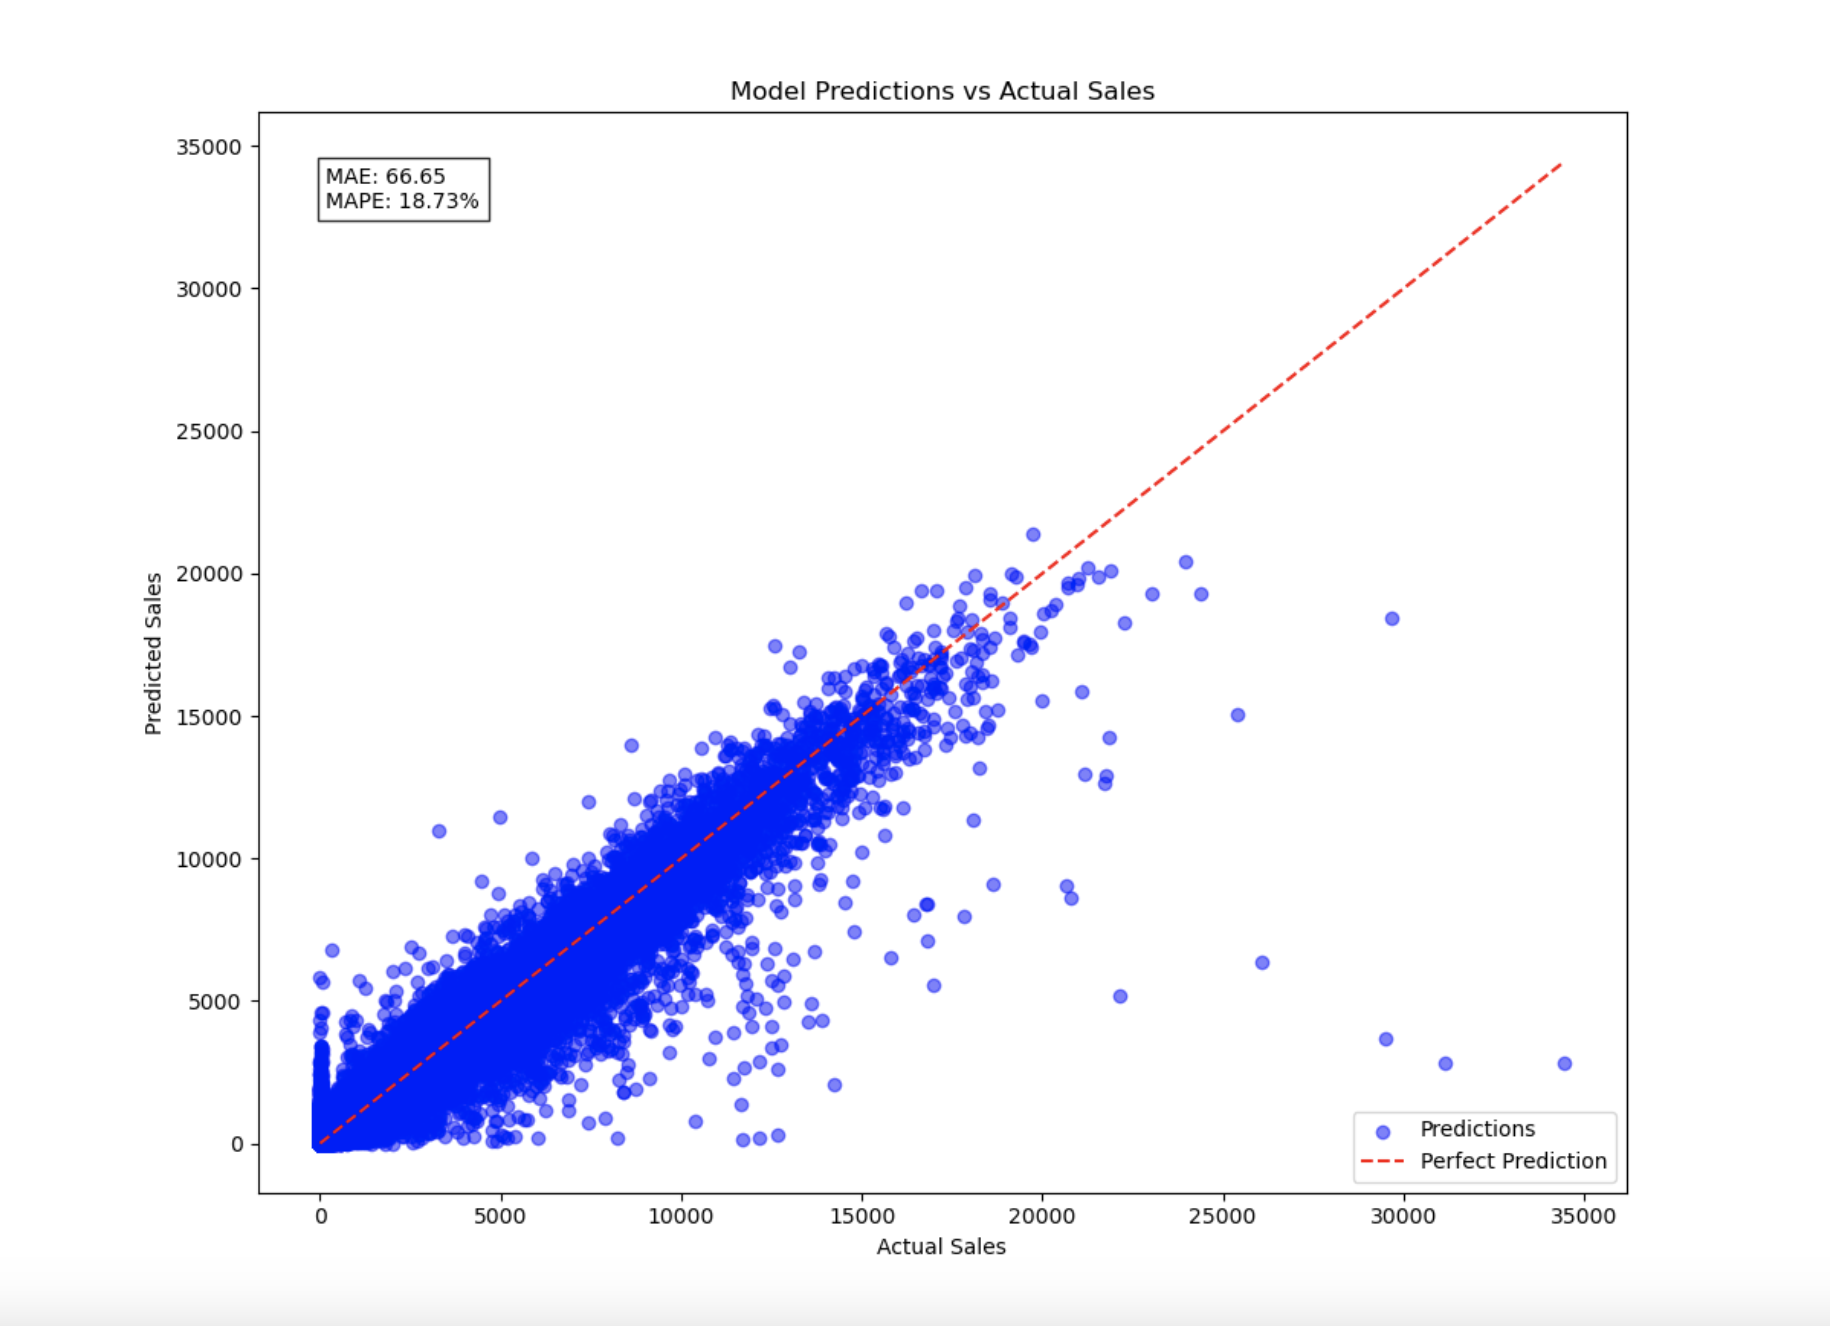 Model Predictions vs Actual Sales
35000
30000
25000
20000
15000
10000
5000
0
MAE: 66.65
MAPE: 18.73%
Predicted Sales
Predictions
Perfect Prediction
0 5000 10000 15000 20000 25000 30000 35000
Actual Sales